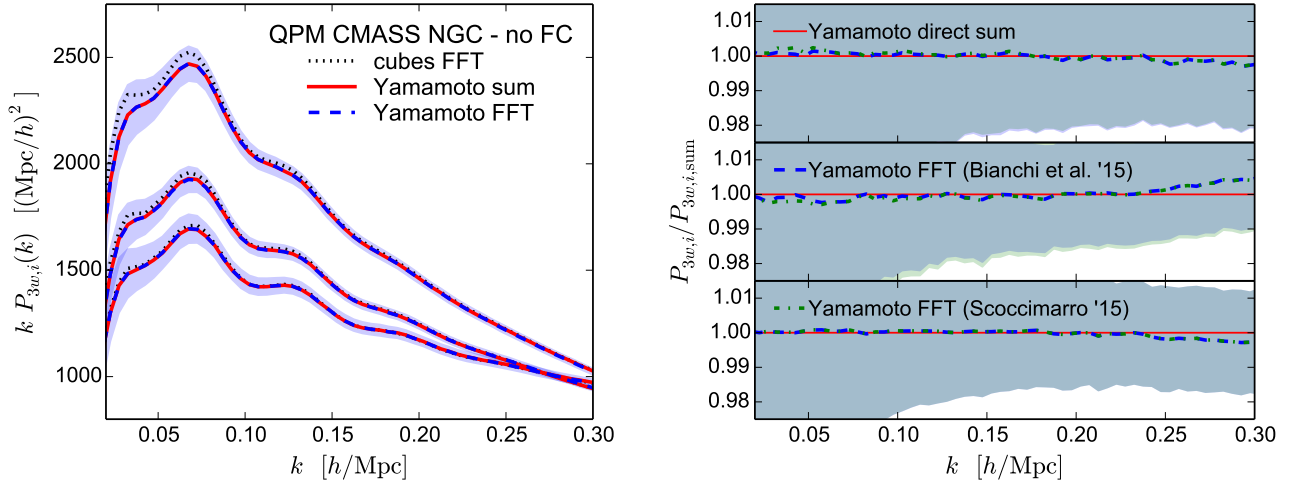 QPM CMASS NGC - no FC
cubes FFT
Yamamoto sum
Yamamoto FFT
2500
2000
1500
1000
k P_{3w,i}(k) [(Mpc/h)^2 ]
0.05 0.10 0.15 0.20 0.25 0.30
k [h/Mpc]
1.01
1.00
0.99
0.98
Yamamoto direct sum
1.01
1.00
0.99
0.98
Yamamoto FFT (Bianchi et al. '15)
1.01
1.00
0.99
0.98
Yamamoto FFT (Scoccimarro '15)
P_{3w,i}/P_{3w,i,sum}
0.05 0.10 0.15 0.20 0.25 0.30
k [h/Mpc]